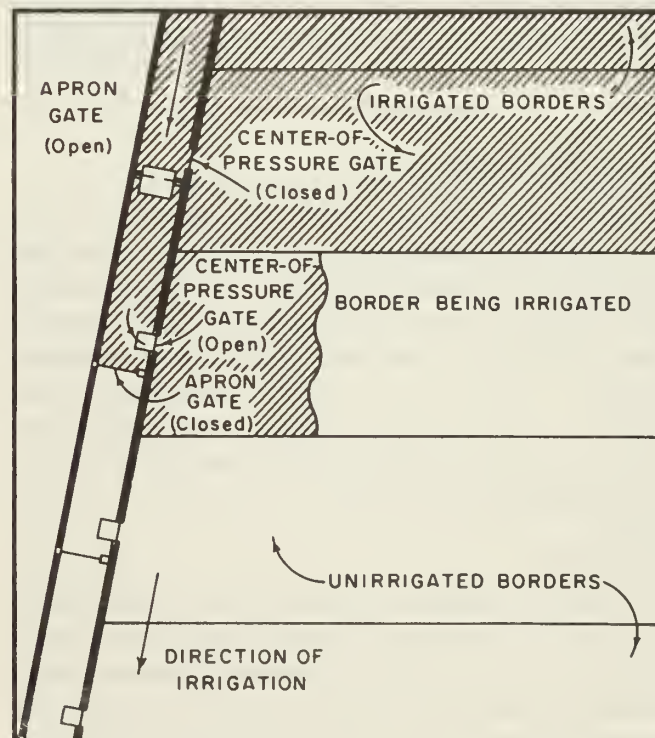 APRON
GATE
(Open)
IRRIGATED BORDERS
CENTER-OF-
PRESSURE GATE
(Closed)
CENTER-OF-
PRESSURE
GATE
(Open)
BORDER BEING IRRIGATED
APRON
GATE
(Closed)
UNIRRIGATED BORDERS
DIRECTION OF
IRRIGATION